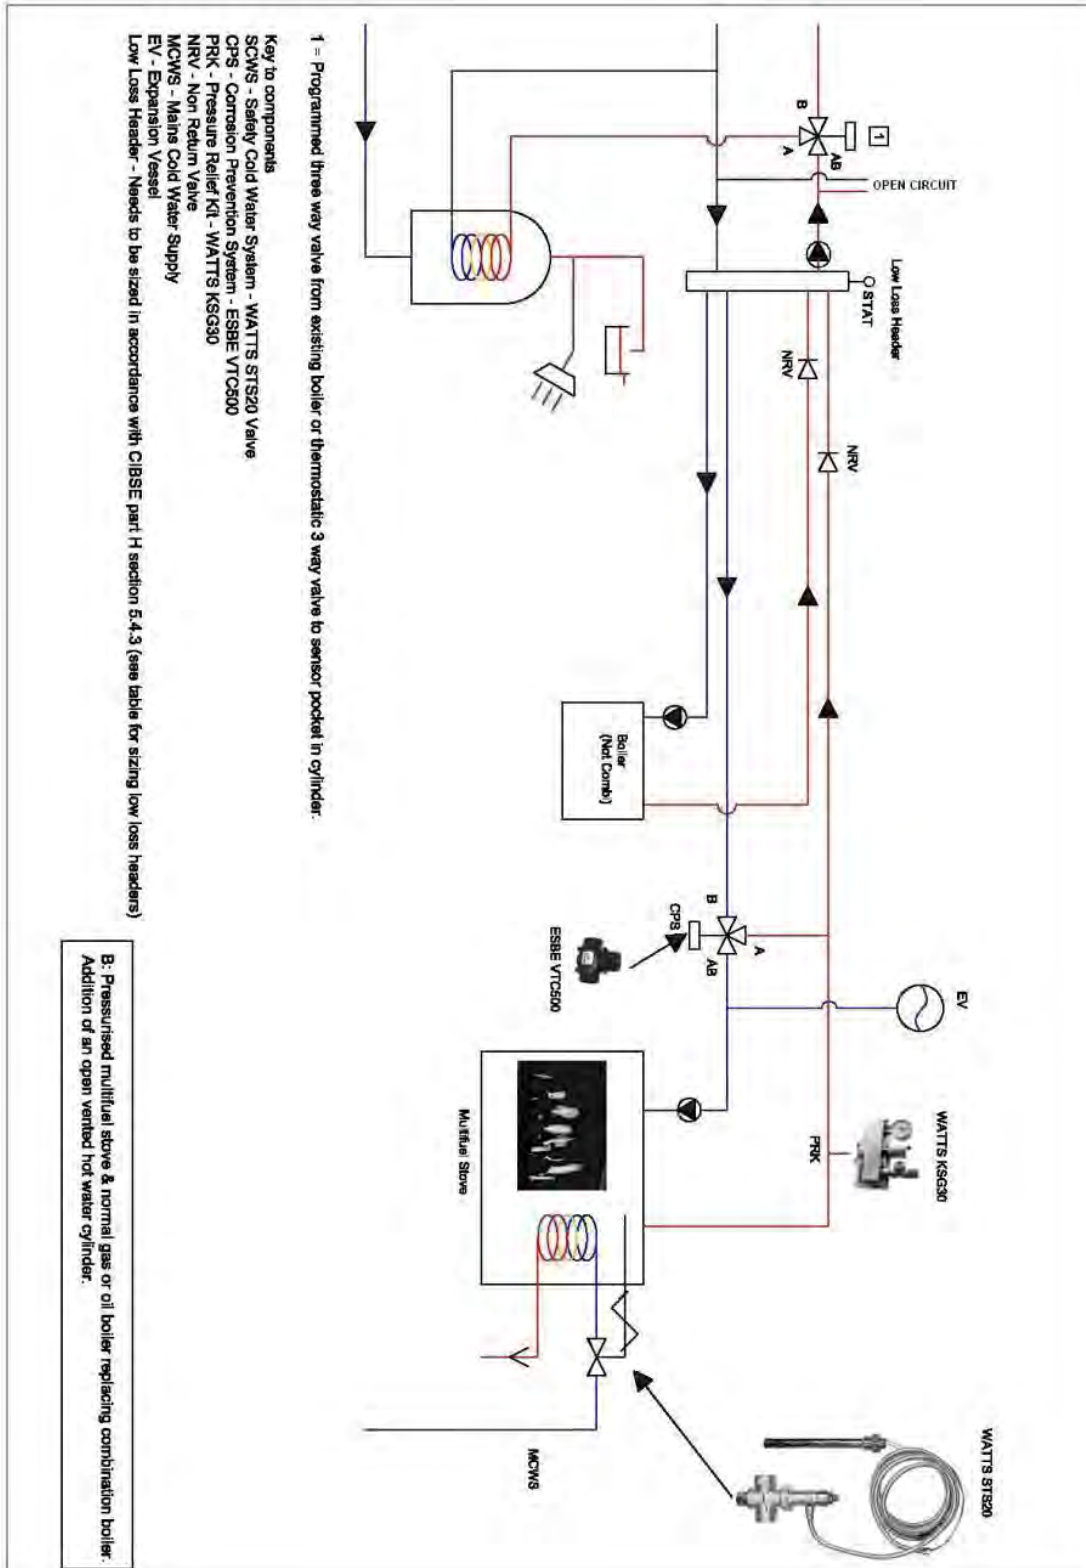 WATTS STS20
WATTS KSG30
EV
PRK
MCWS
Low Loss Header
STAT
NRV
NRV
1
B
A
AB
OPEN CIRCUIT
Boiler
(Not Combi)
B
A
AB
CPS
ESBE VTC500
Multifuel Stove
1 = Programmed three way valve from existing boiler or thermostatic 3 way valve to sensor pocket in cylinder.
Key to components
SCWS - Safety Cold Water System - WATTS STS20 Valve
CPS - Corrosion Prevention System - ESBE VTC500
PRK - Pressure Relief Kit - WATTS KSG30
NRV - Non Return Valve
MCWS - Mains Cold Water Supply
EV - Expansion Vessel
Low Loss Header - Needs to be sized in accordance with CIBSE part H section 5.4.3 (see table for sizing low loss headers)
B: Pressurised multifuel stove & normal gas or oil boiler replacing combination boiler.
Addition of an open vented hot water cylinder.